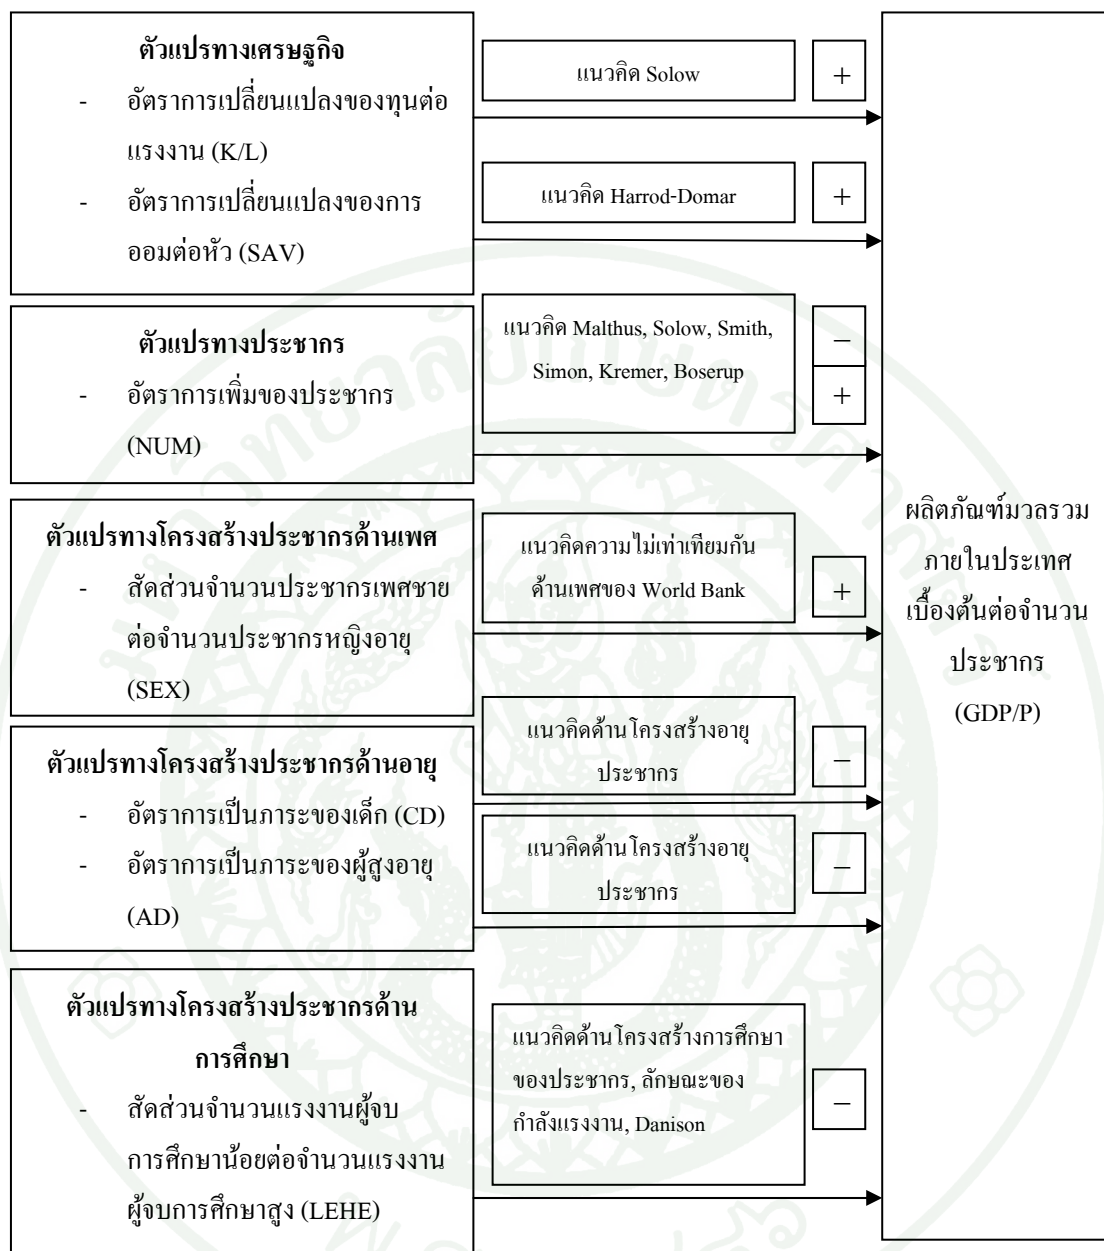 ตัวแปรทางเศรษฐกิจ
- อัตราการเปลี่ยนแปลงของทุนต่อ
แรงงาน (K/L)
- อัตราการเปลี่ยนแปลงของการ
ออมต่อหัว (SAV)
แนวคิด Solow
+
แนวคิด Harrod-Domar
+
ตัวแปรทางประชากร
- อัตราการเพิ่มของประชากร
(NUM)
แนวคิด Malthus, Solow, Smith,
Simon, Kremer, Boserup
−
+
ตัวแปรทางโครงสร้างประชากรด้านเพศ
- สัดส่วนจำนวนประชากรเพศชาย
ต่อจำนวนประชากรหญิงอายุ
(SEX)
แนวคิดความไม่เท่าเทียมกัน
ด้านเพศของ World Bank
+
ตัวแปรทางโครงสร้างประชากรด้านอายุ
- อัตราการเป็นภาระของเด็ก (CD)
- อัตราการเป็นภาระของผู้สูงอายุ
(AD)
แนวคิดด้านโครงสร้างอายุ
ประชากร
−
แนวคิดด้านโครงสร้างอายุ
ประชากร
−
ตัวแปรทางโครงสร้างประชากรด้าน
การศึกษา
- สัดส่วนจำนวนแรงงานผู้จบ
การศึกษาน้อยต่อจำนวนแรงงาน
ผู้จบการศึกษาสูง (LEHE)
แนวคิดด้านโครงสร้างการศึกษา
ของประชากร, ลักษณะของ
กำลังแรงงาน, Danison
−
ผลิตภัณฑ์มวลรวม
ภายในประเทศ
เบื้องต้นต่อจำนวน
ประชากร
(GDP/P)
มหาวิทยาลัยเกษตรศาสตร์